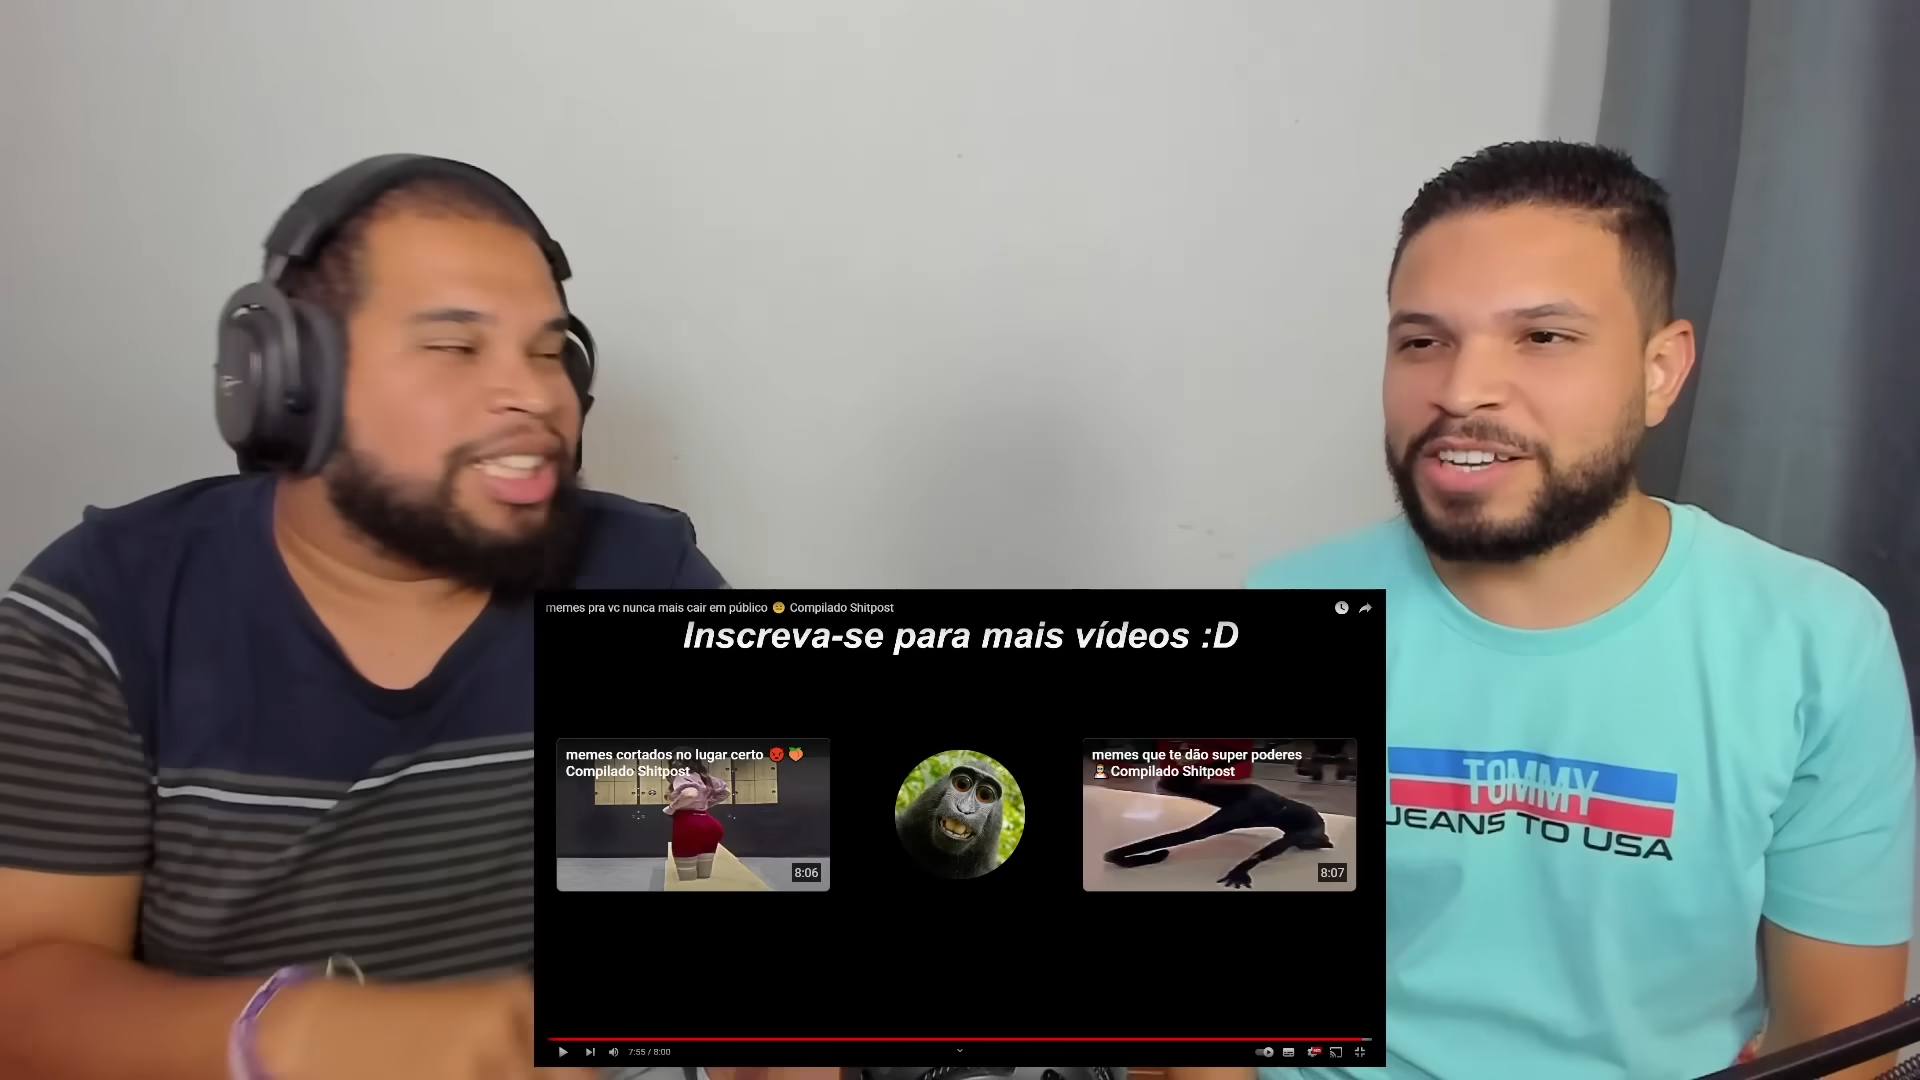 memes pra vc nunca mais cair em público 😔 Compilado Shitpost
Inscreva-se para mais vídeos :D
memes cortados no lugar certo 😡🍑
Compilado Shitpost
8:06
memes que te dão super poderes
🦸 Compilado Shitpost
8:07
TOMMY
JEANS TO USA
7:55 / 8:00